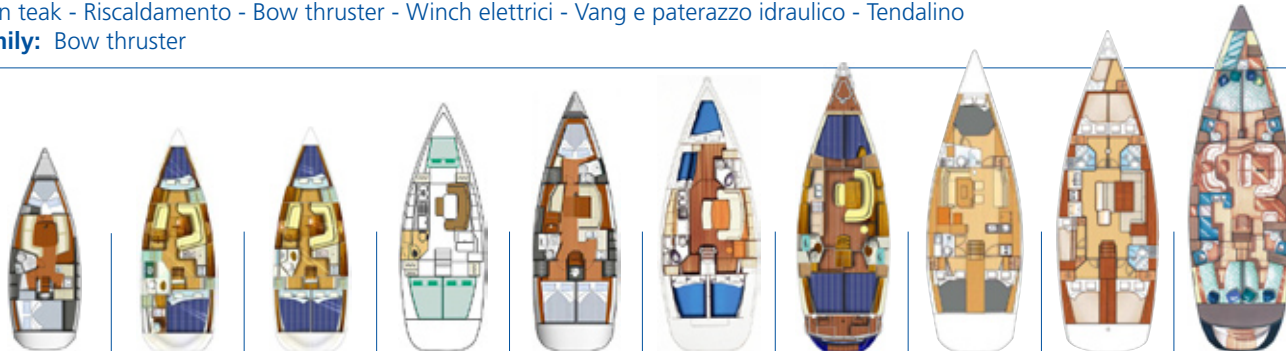 n teak - Riscaldamento - Bow thruster - Winch elettrici - Vang e paterazzo idraulico - Tendalino
nily: Bow thruster